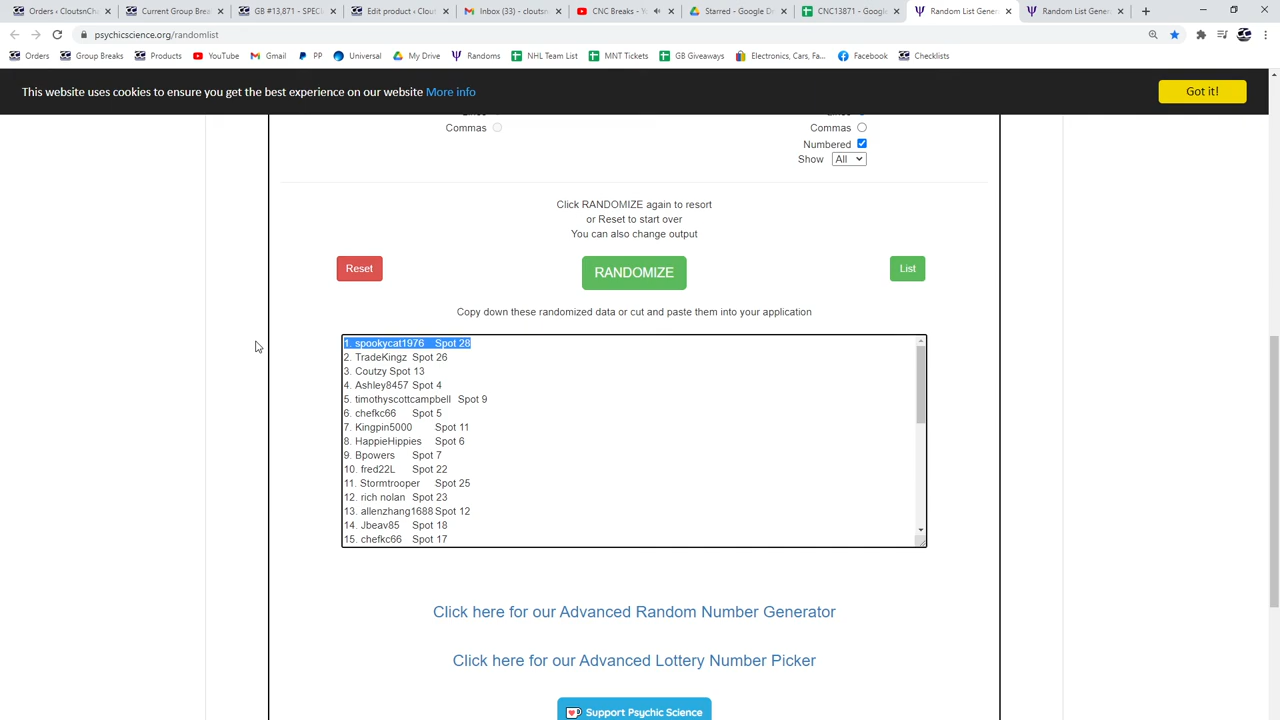 Orders < CloutsnCh
Current Group Brea
GB #13871 - SPECI
Edit product < Clou
Inbox (33) - cloutsn
CNC Breaks - Y
Starred - Google D
CNC13871 - Googl
Random List Gene
Random List Gener
psychicscience.org/randomlist
Orders
Group Breaks
Products
YouTube
Gmail
PP
Universal
My Drive
Randoms
NHL Team List
MNT Tickets
GB Giveaways
Electronics, Cars, Fa...
Facebook
Checklists
This website uses cookies to ensure you get the best experience on our website More info
Got it!
Commas
Commas
Numbered
Show All
Click RANDOMIZE again to resort
or Reset to start over
You can also change output
Reset
RANDOMIZE
List
Copy down these randomized data or cut and paste them into your application
1. spookycat1976 Spot 28
2. TradeKingz Spot 26
3. Coutzy Spot 13
4. Ashley8457 Spot 4
5. timothyscottcampbell Spot 9
6. chefkc66 Spot 5
7. Kingpin5000 Spot 11
8. HappieHippies Spot 6
9. Bpowers Spot 7
10. fred22L Spot 22
11. Stormtrooper Spot 25
12. rich nolan Spot 23
13. allenzhang1688 Spot 12
14. Jbeav85 Spot 18
15. chefkc66 Spot 17
Click here for our Advanced Random Number Generator
Click here for our Advanced Lottery Number Picker
Support Psychic Science